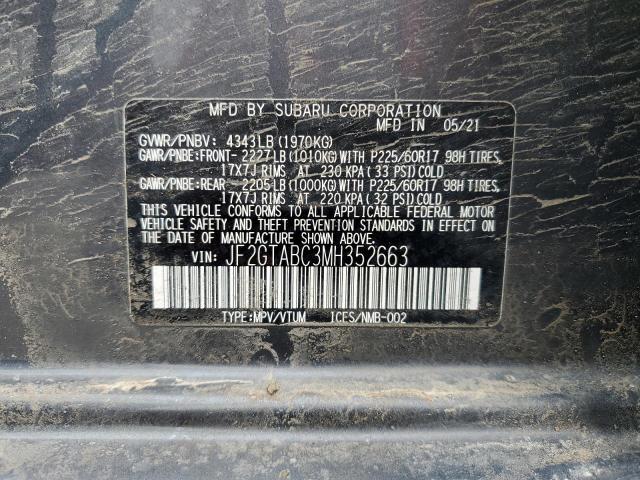 MFD BY SUBARU CORPORATION
MFD IN 05/21
GVWR/PNBV: 4343LB (1970KG)
GAWR/PNBE:FRONT- 2227LB(1010KG)WITH P225/60R17 98H TIRES,
17X7J RIMS AT 230 KPA( 33 PSI)COLD
GAWR/PNBE:REAR - 2205LB(1000KG)WITH P225/60R17 98H TIRES,
17X7J RIMS AT 220 KPA( 32 PSI)COLD
THIS VEHICLE CONFORMS TO ALL APPLICABLE FEDERAL MOTOR
VEHICLE SAFETY AND THEFT PREVENTION STANDARDS IN EFFECT
ON THE DATE OF MANUFACTURE SHOWN ABOVE.
VIN: JF2GTABC3MH352663
TYPE:MPV/VTUM ICES/NMB-002